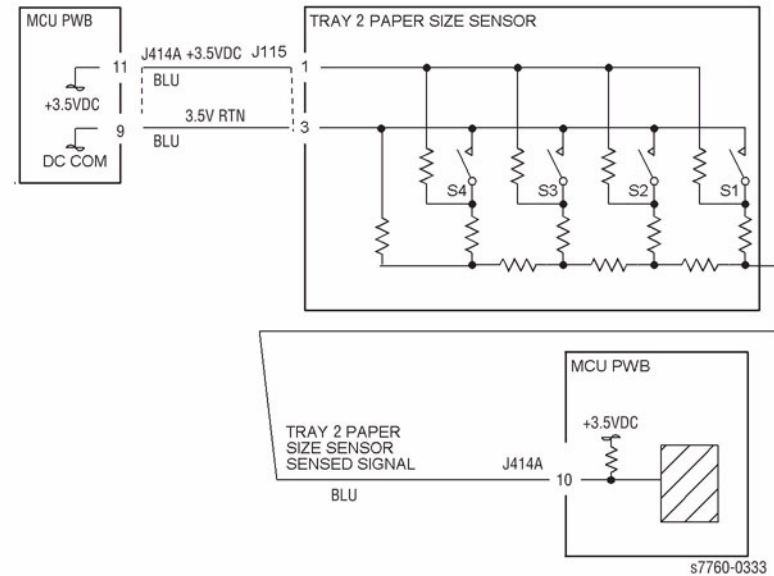 MCU PWB
TRAY 2 PAPER SIZE SENSOR
11
J414A +3.5VDC J115
1
BLU
+3.5VDC
9
3.5V RTN
3
BLU
DC COM
S4
S3
S2
S1
MCU PWB
+3.5VDC
TRAY 2 PAPER
SIZE SENSOR
SENSED SIGNAL
J414A
10
BLU
s7760-0333